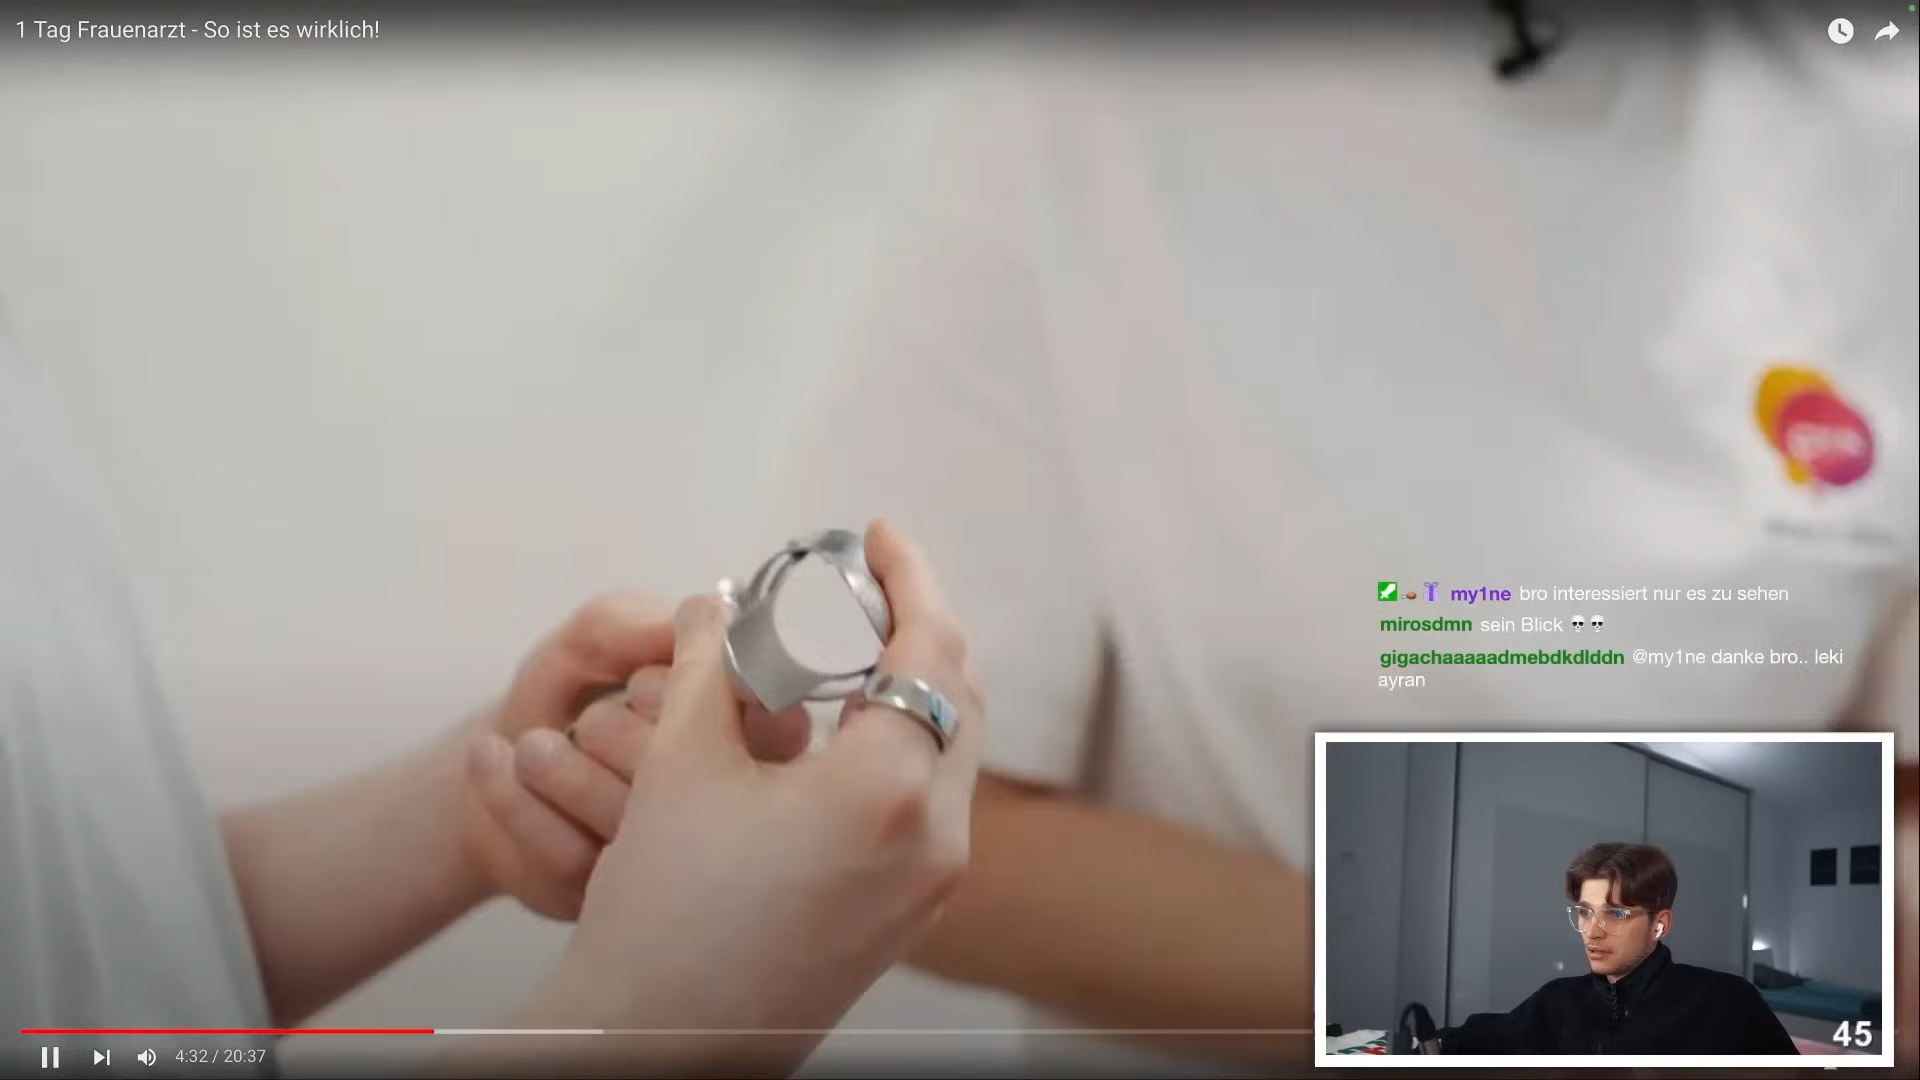 1 Tag Frauenarzt - So ist es wirklich!
my1ne bro interessiert nur es zu sehen
mirosdmn sein Blick 💀💀
gigachaaaaadmebdkdlddn @my1ne danke bro.. leki
ayran
45
4:32 / 20:37